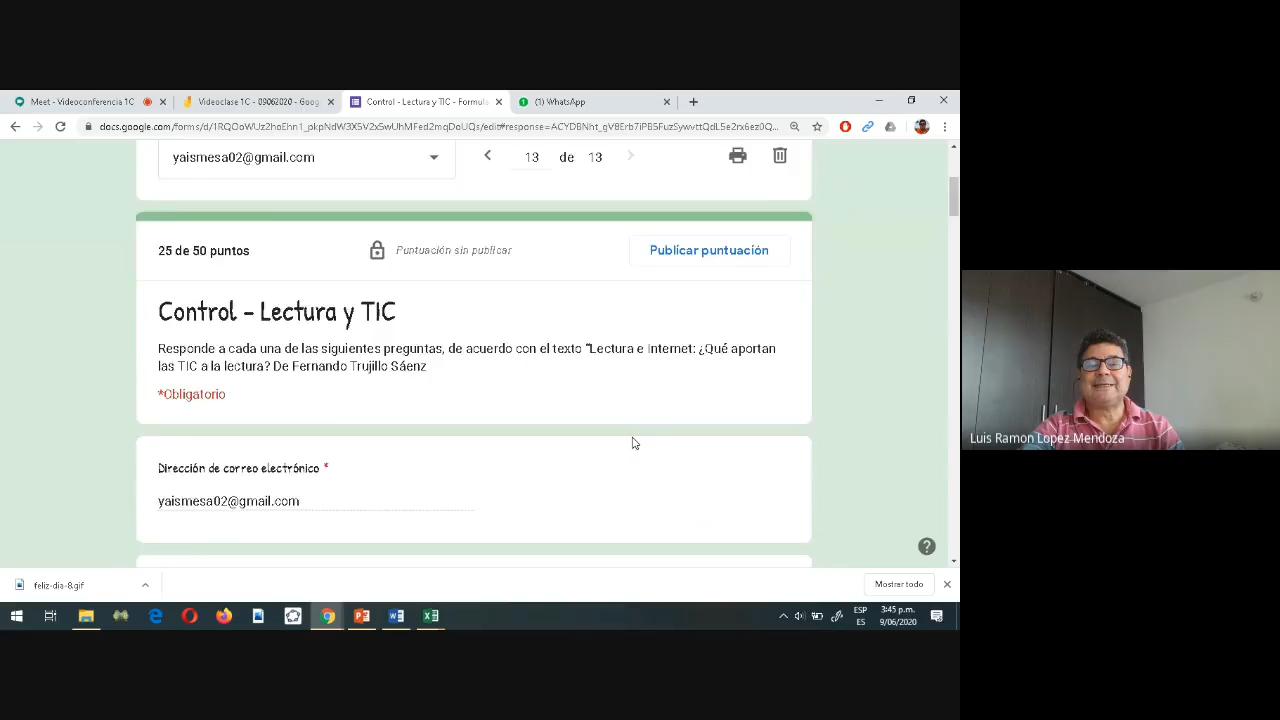 Meet - Videoconferencia 1C
Videoclase 1C - 09062020 - Goog
Control - Lectura y TIC - Formula
(1) WhatsApp
yaismesa02@gmail.com
13 de 13
25 de 50 puntos
Puntuación sin publicar
Publicar puntuación
Control - Lectura y TIC
Responde a cada una de las siguientes preguntas, de acuerdo con el texto "Lectura e Internet: ¿Qué aportan
las TIC a la lectura? De Fernando Trujillo Sáenz
*Obligatorio
Luis Ramon Lopez Mendoza
Dirección de correo electrónico *
yaismesa02@gmail.com
feliz-dia-8.gif
Mostrar todo
ESP
ES
3:45 p.m.
9/06/2020